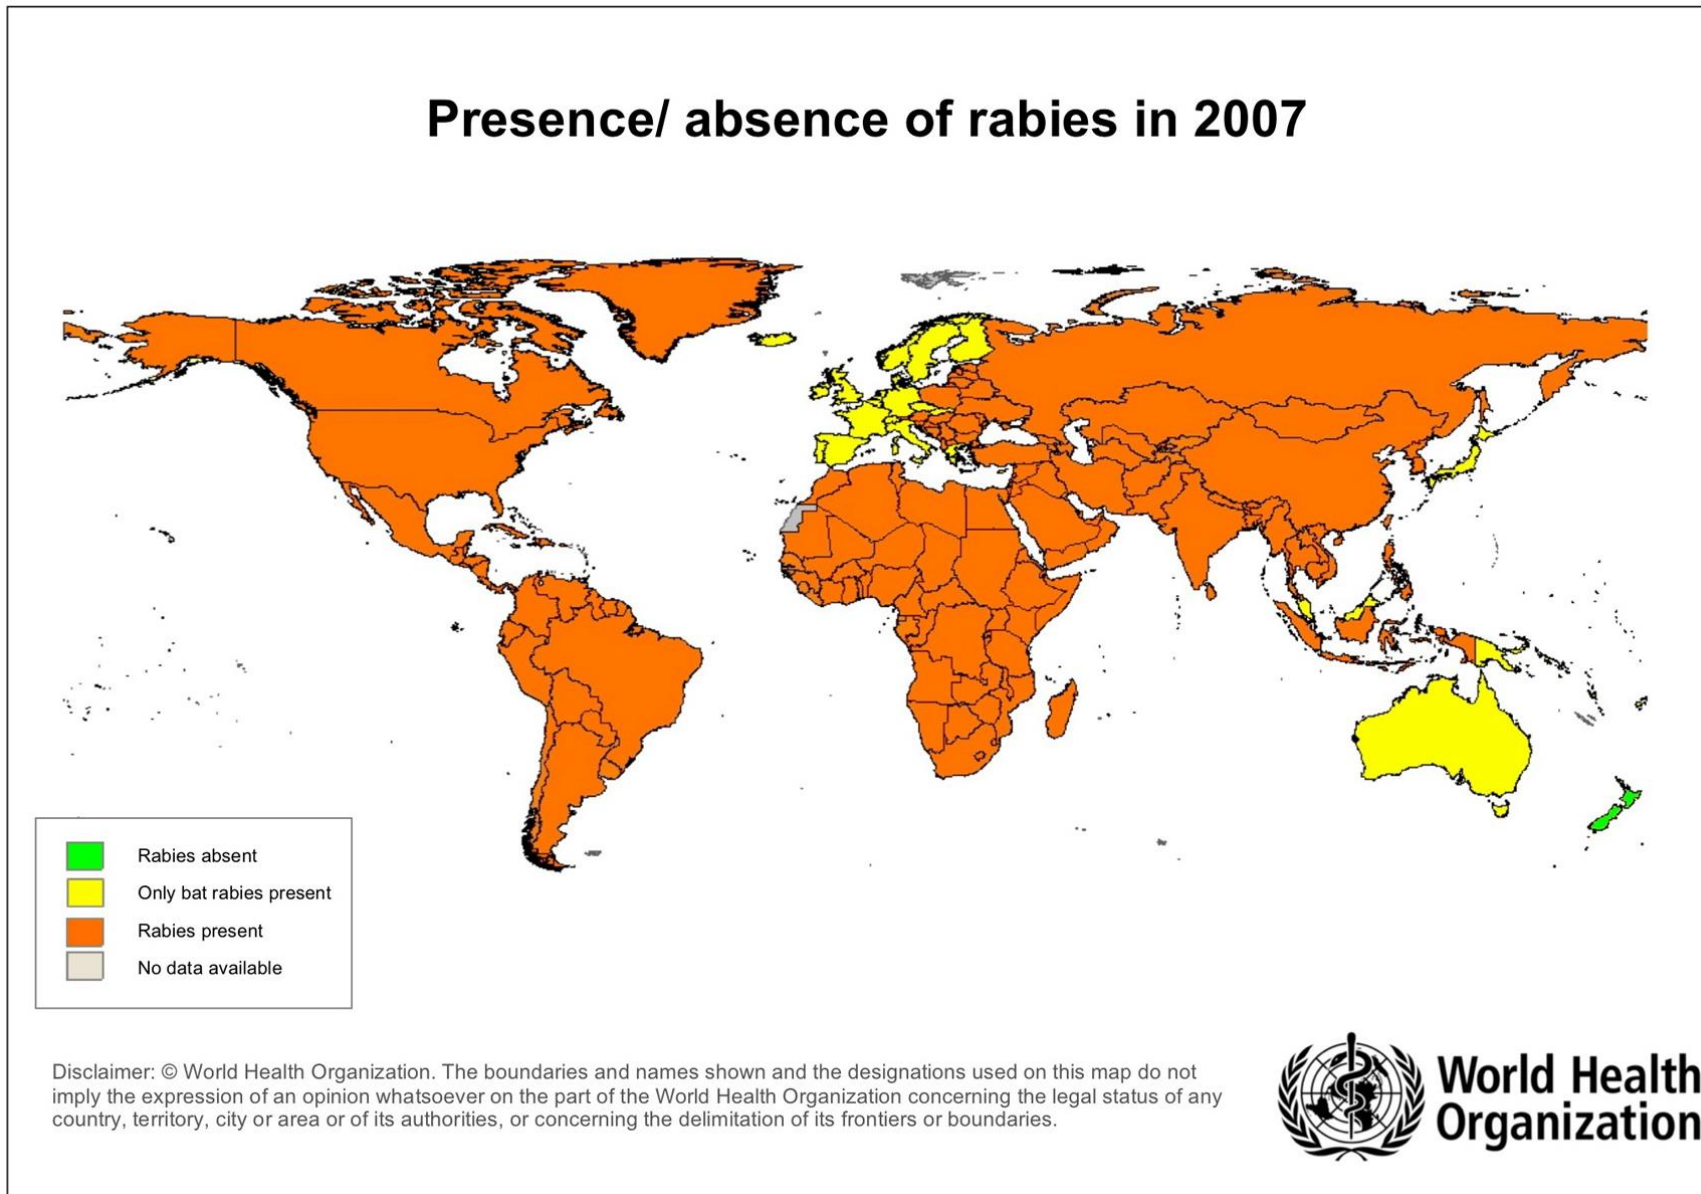 Presence/ absence of rabies in 2007
Rabies absent
Only bat rabies present
Rabies present
No data available
Disclaimer: © World Health Organization. The boundaries and names shown and the designations used on this map do not
imply the expression of an opinion whatsoever on the part of the World Health Organization concerning the legal status of any
country, territory, city or area or of its authorities, or concerning the delimitation of its frontiers or boundaries.
World Health
Organization